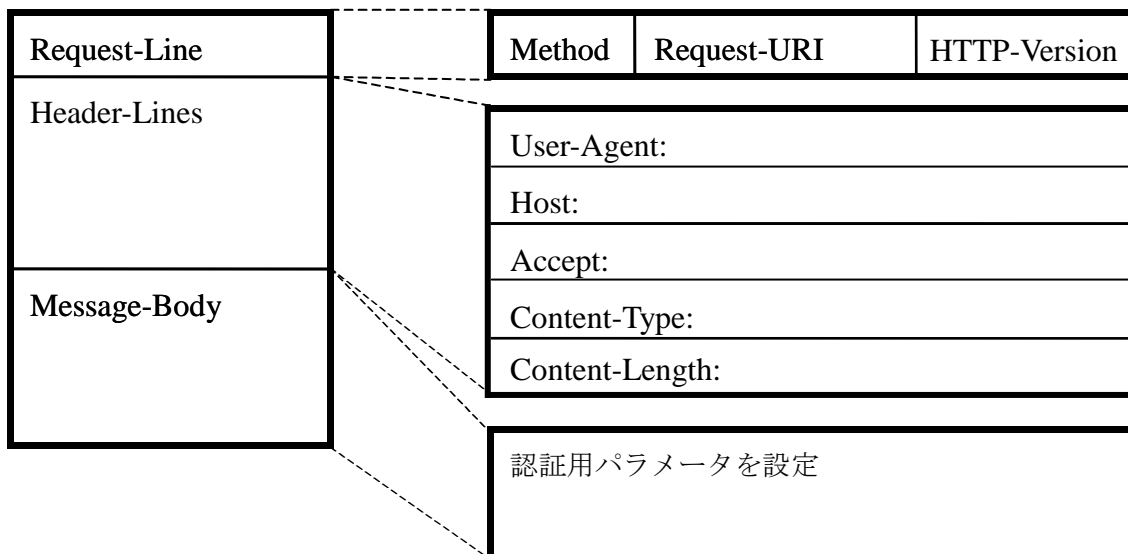 Request-Line
Header-Lines
Message-Body
Method Request-URI HTTP-Version
User-Agent:
Host:
Accept:
Content-Type:
Content-Length:
認証用パラメータを設定